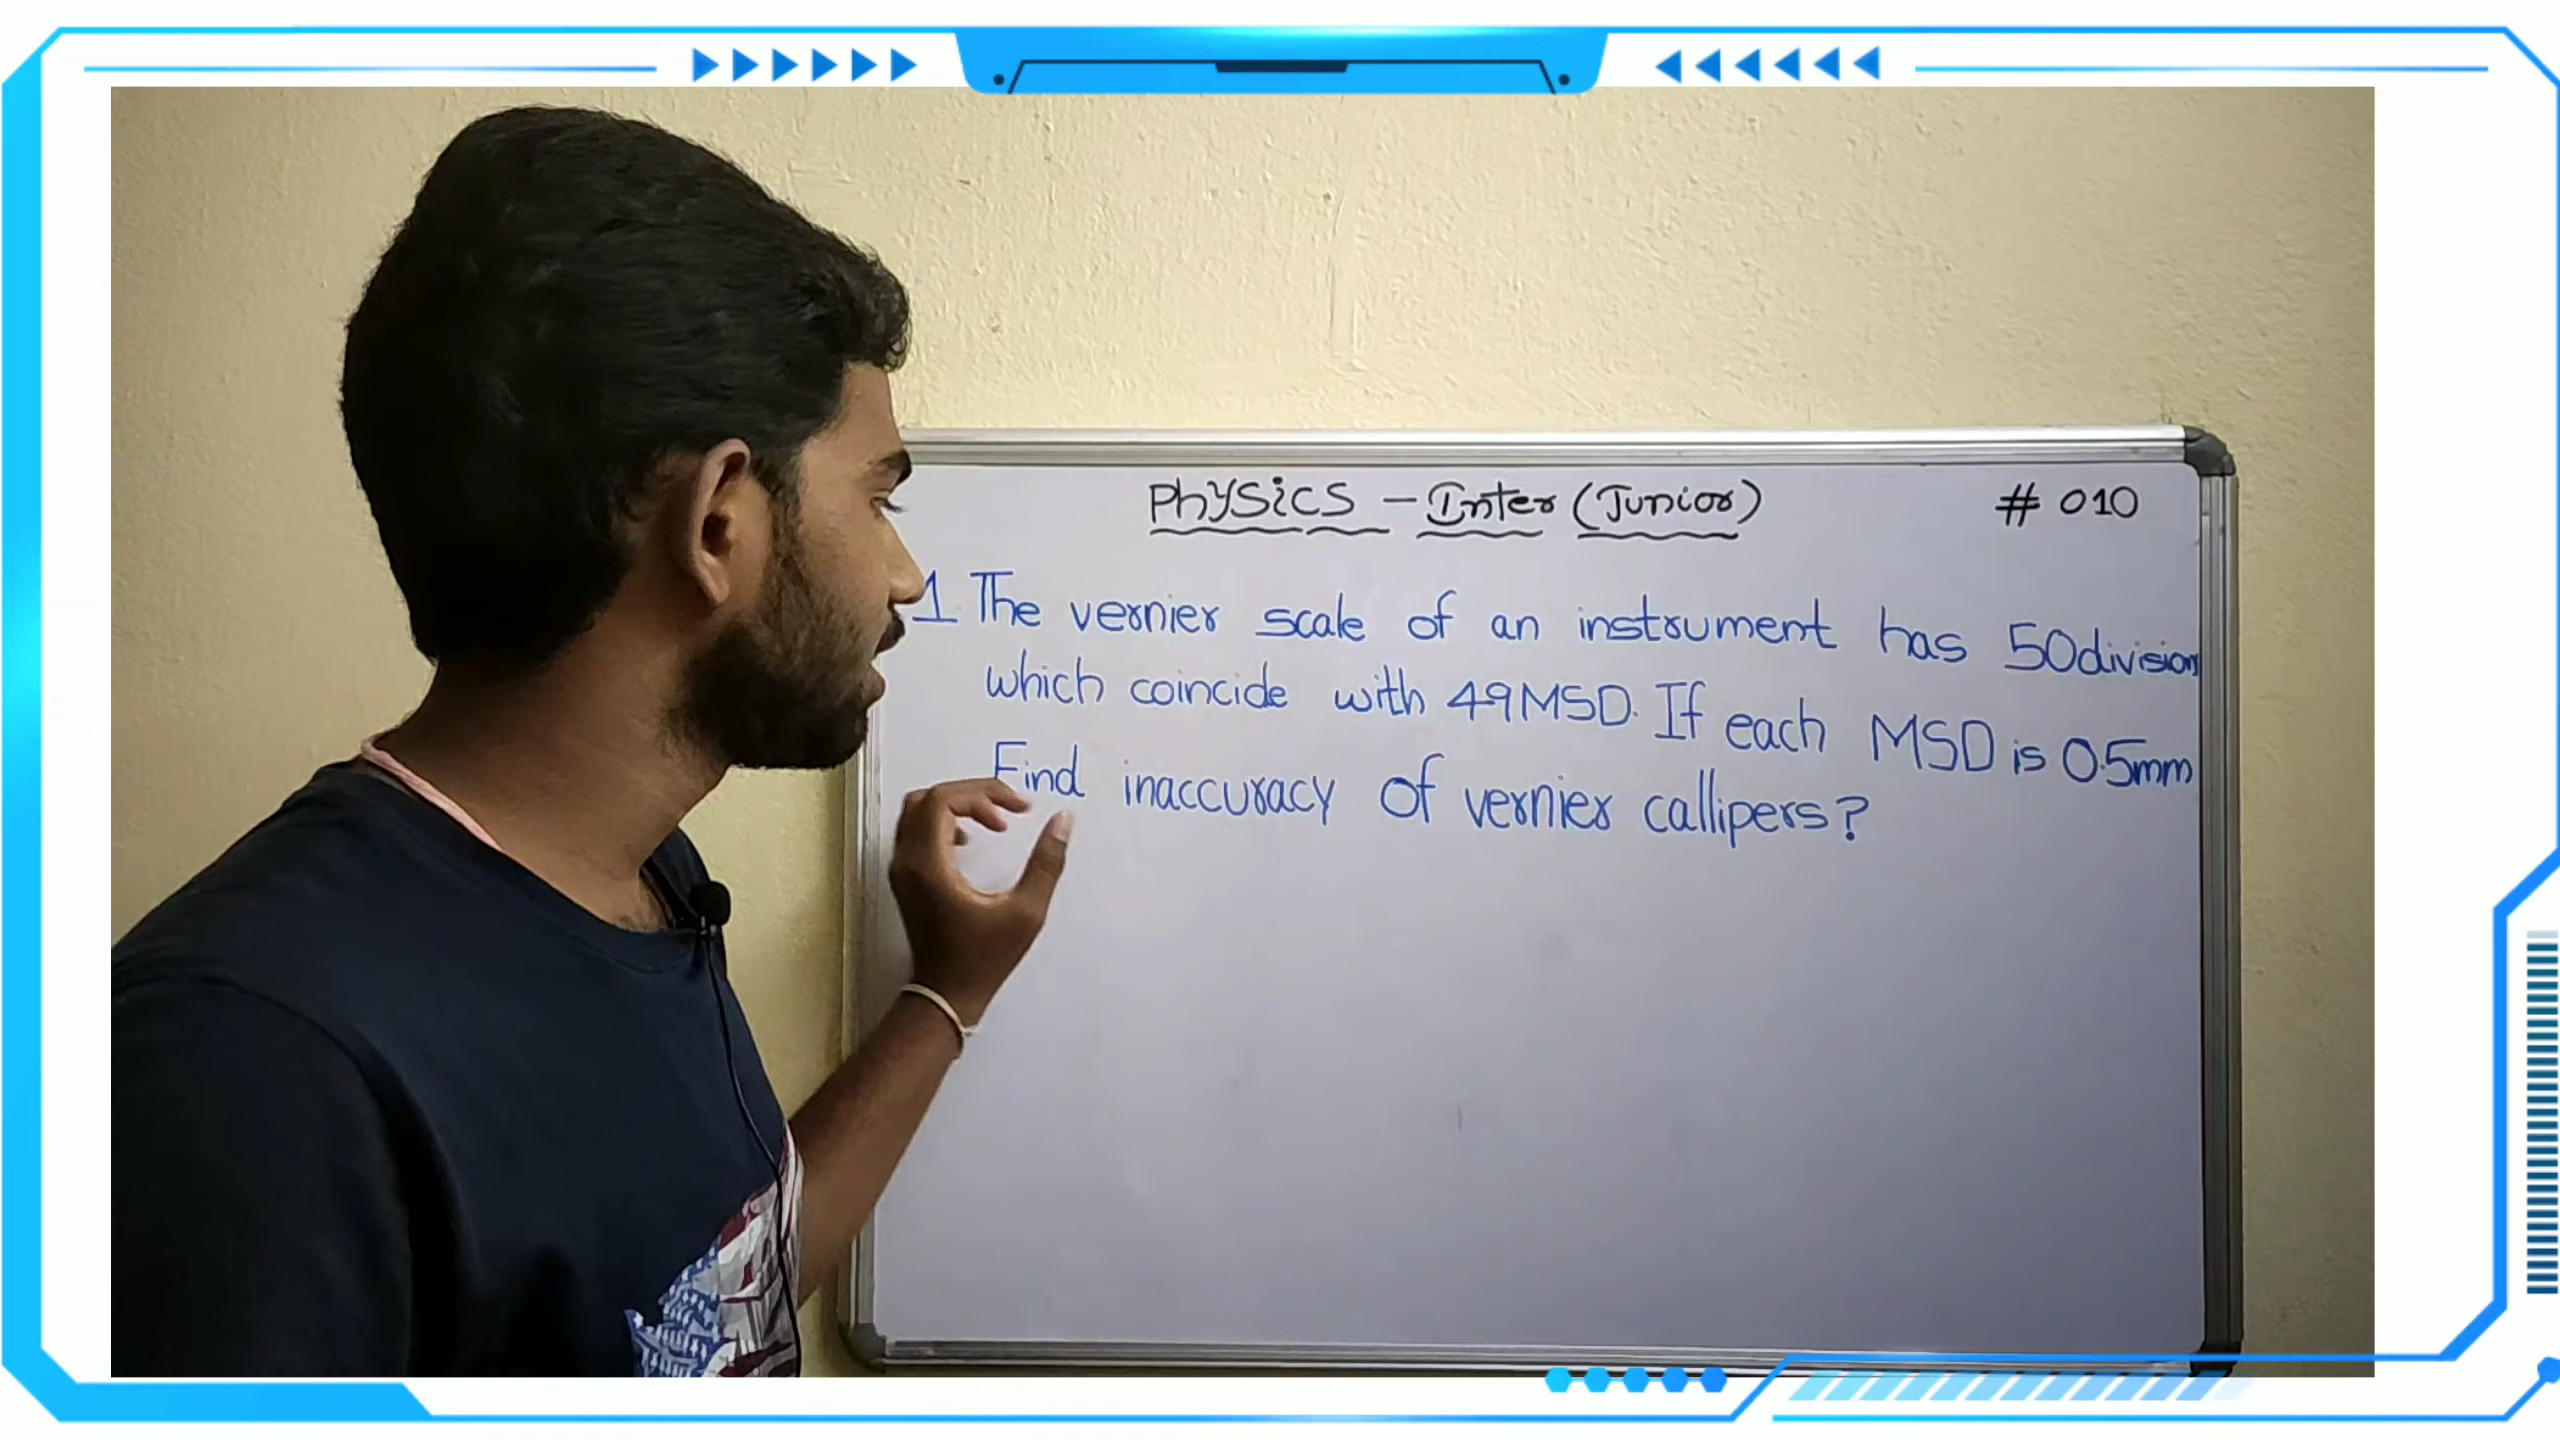 Physics - Inter (Junior) # 010
1. The vernier scale of an instrument has 50 division
which coincide with 49 MSD. If each MSD is 0.5mm
Find inaccuracy of vernier callipers?